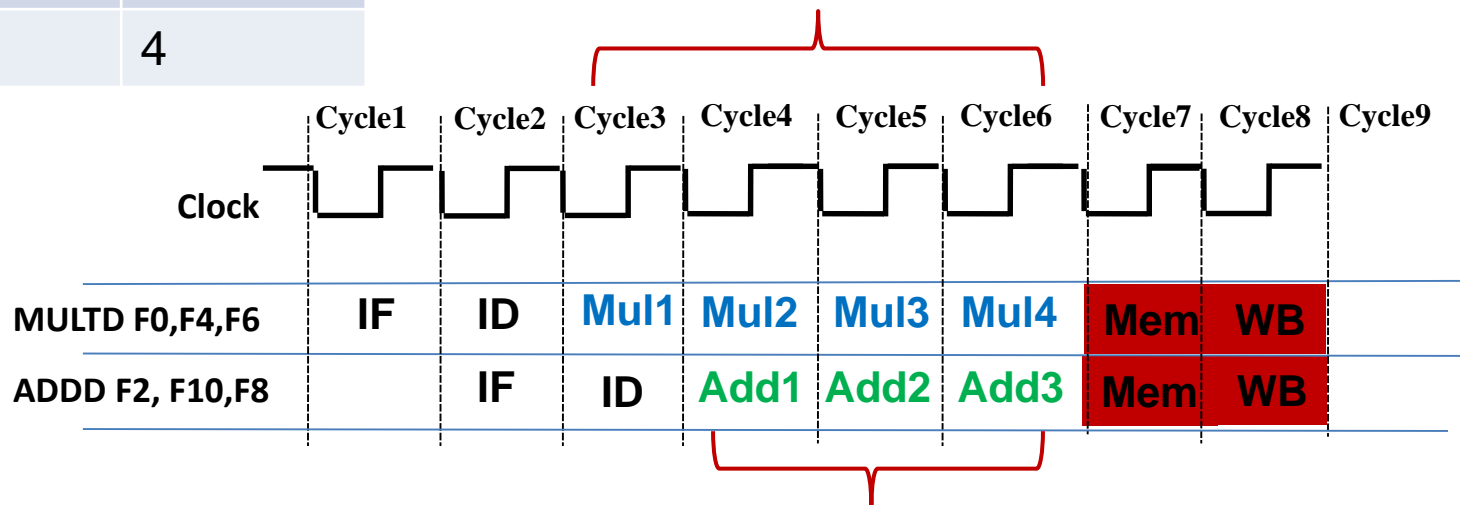 4
Cycle1 Cycle2 Cycle3 Cycle4 Cycle5 Cycle6 Cycle7 Cycle8 Cycle9
Clock
MULTD F0,F4,F6 IF ID Mul1 Mul2 Mul3 Mul4 Mem WB
ADDD F2, F10,F8 IF ID Add1 Add2 Add3 Mem WB